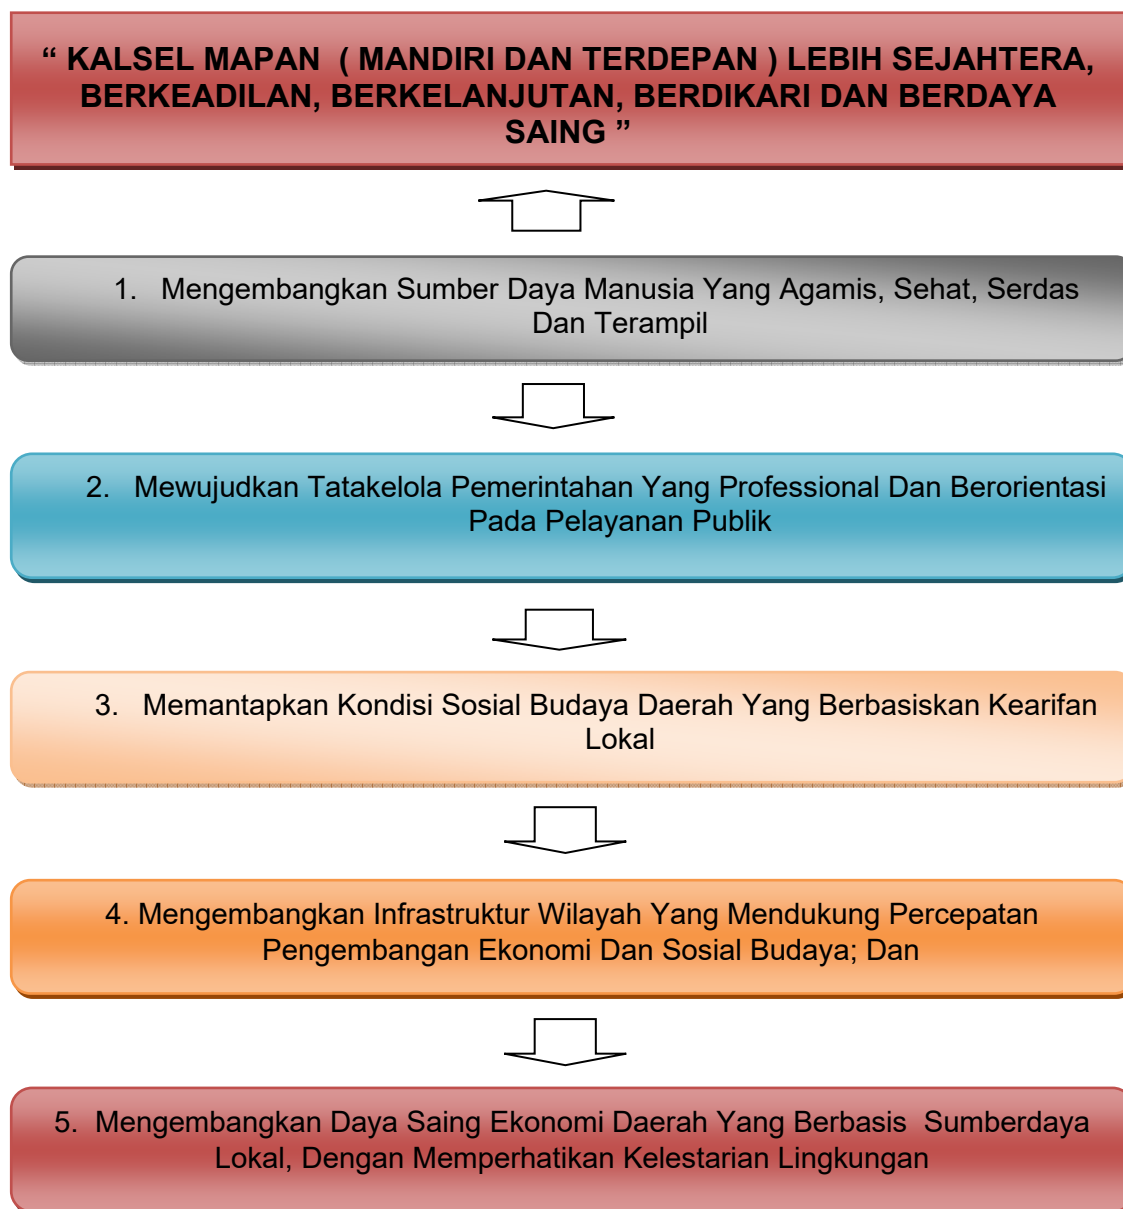 “ KALSEL MAPAN ( MANDIRI DAN TERDEPAN ) LEBIH SEJAHTERA,
BERKEADILAN, BERKELANJUTAN, BERDIKARI DAN BERDAYA
SAING ”
1. Mengembangkan Sumber Daya Manusia Yang Agamis, Sehat, Serdas
Dan Terampil
2. Mewujudkan Tatakelola Pemerintahan Yang Professional Dan Berorientasi
Pada Pelayanan Publik
3. Memantapkan Kondisi Sosial Budaya Daerah Yang Berbasiskan Kearifan
Lokal
4. Mengembangkan Infrastruktur Wilayah Yang Mendukung Percepatan
Pengembangan Ekonomi Dan Sosial Budaya; Dan
5. Mengembangkan Daya Saing Ekonomi Daerah Yang Berbasis Sumberdaya
Lokal, Dengan Memperhatikan Kelestarian Lingkungan